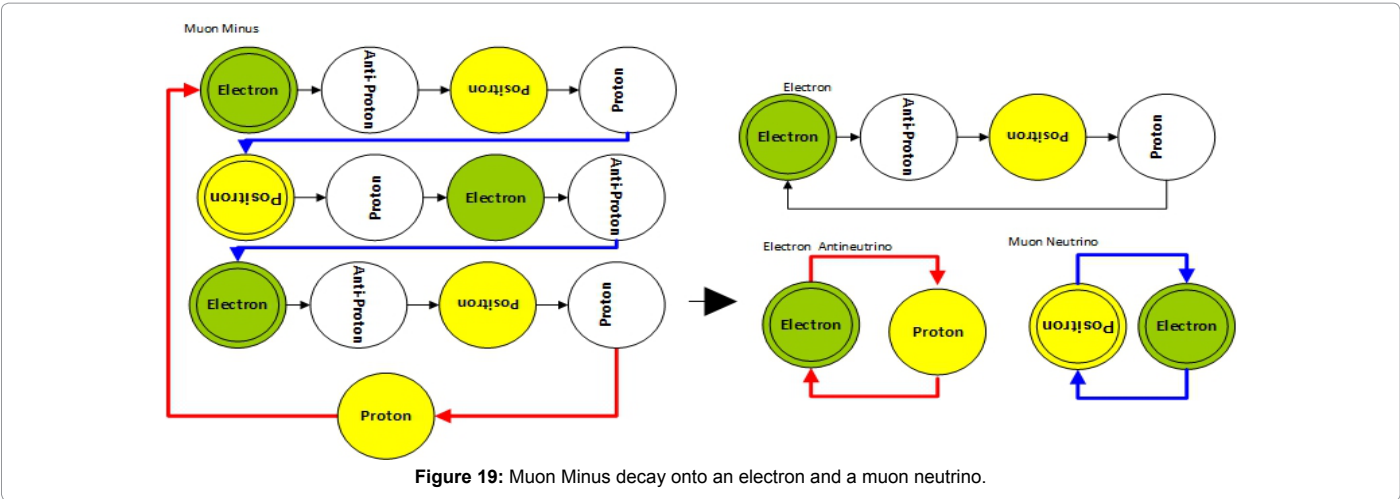 Muon Minus
Electron
Anti-Proton
Positron
Proton
Positron
Proton
Electron
Anti-Proton
Electron
Anti-Proton
Positron
Proton
Proton
Electron
Electron
Anti-Proton
Positron
Proton
Electron Antineutrino
Electron
Proton
Muon Neutrino
Positron
Electron
Figure 19: Muon Minus decay onto an electron and a muon neutrino.